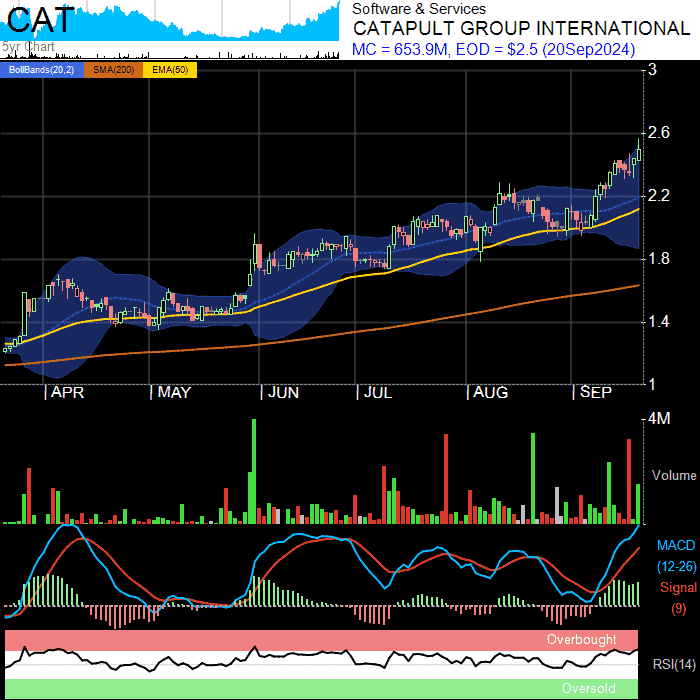 CAT
5yr Chart
Software & Services
CATAPULT GROUP INTERNATIONAL
MC = 653.9M, EOD = $2.5 (20Sep2024)
BollBands(20,2) SMA(200) EMA(50)
3
2.6
2.2
1.8
1.4
1
APR MAY JUN JUL AUG SEP
4M
Volume
MACD
(12-26)
Signal
(9)
Overbought
RSI(14)
Oversold